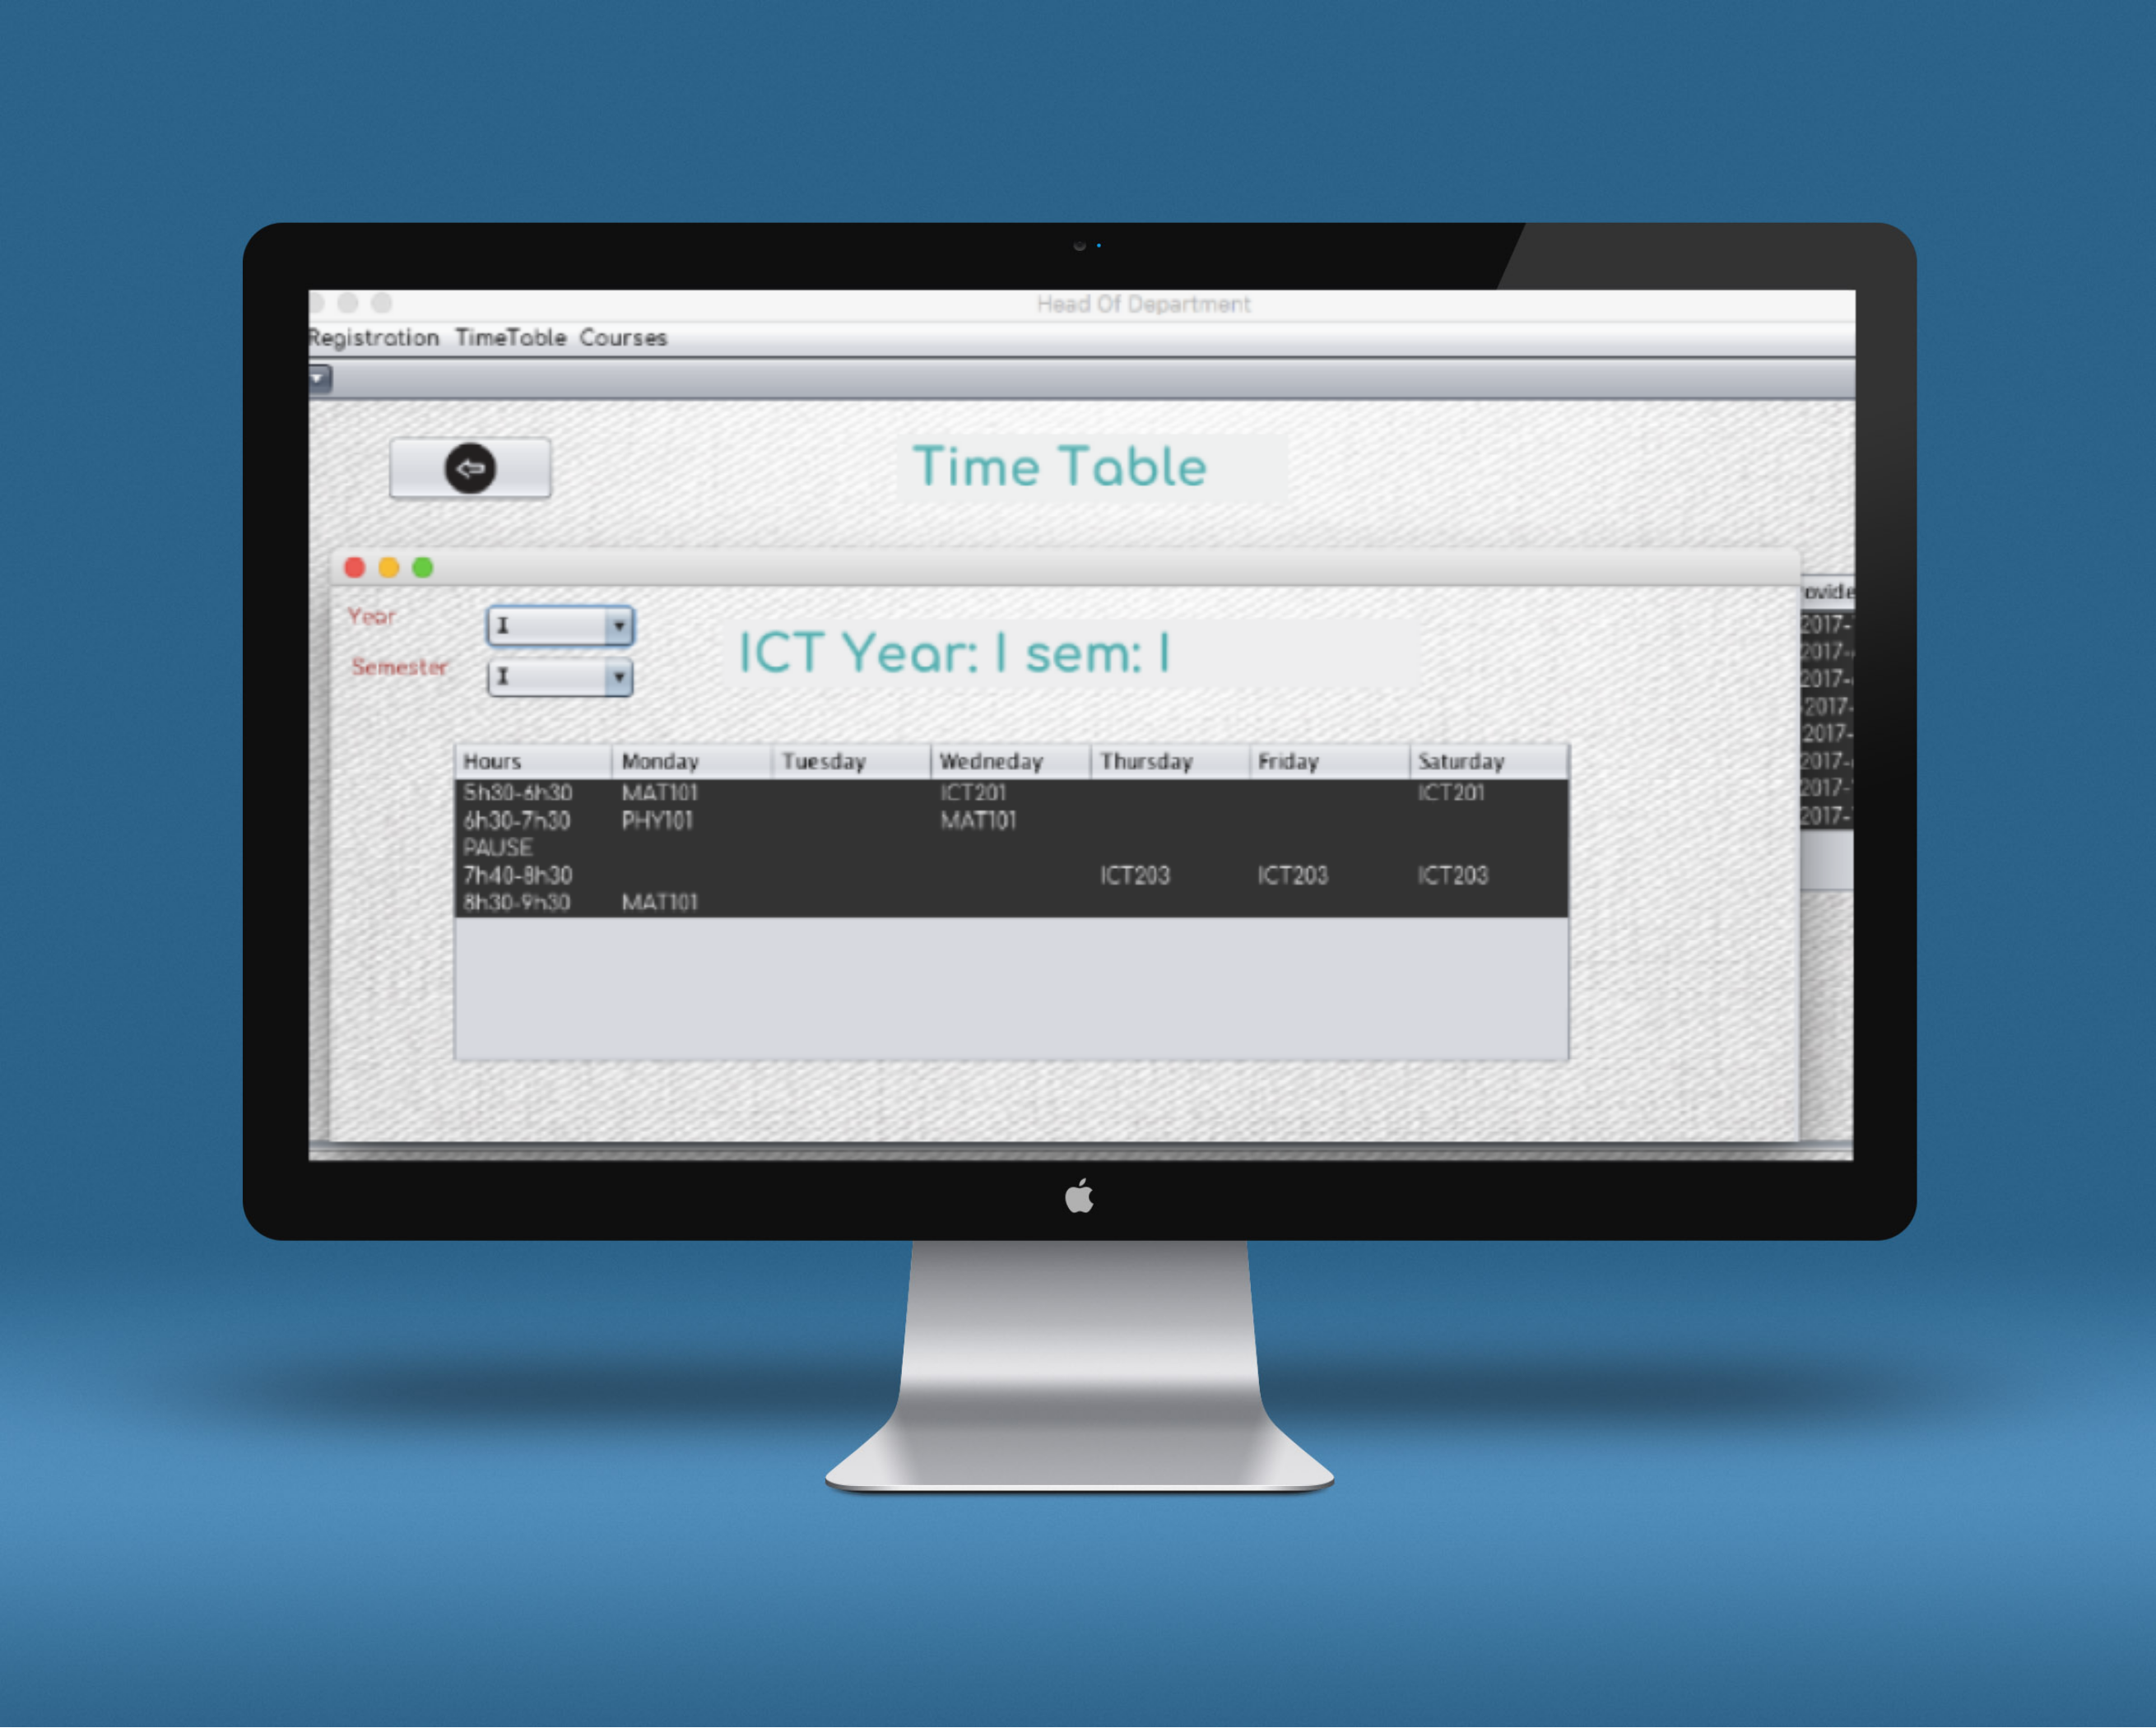 Head Of Department
Registration TimeTable Courses
Time Table
Year I
ICT Year: I sem: I
Semester I
Hours Monday Tuesday Wedneday Thursday Friday Saturday
5h30-6h30 MAT101 ICT201 ICT201
6h30-7h30 PHY101 MAT101
PAUSE
7h40-8h30 ICT203 ICT203 ICT203
8h30-9h30 MAT101
ovide
2017-
2017-
2017-
2017-
2017-
2017-
2017-
2017-